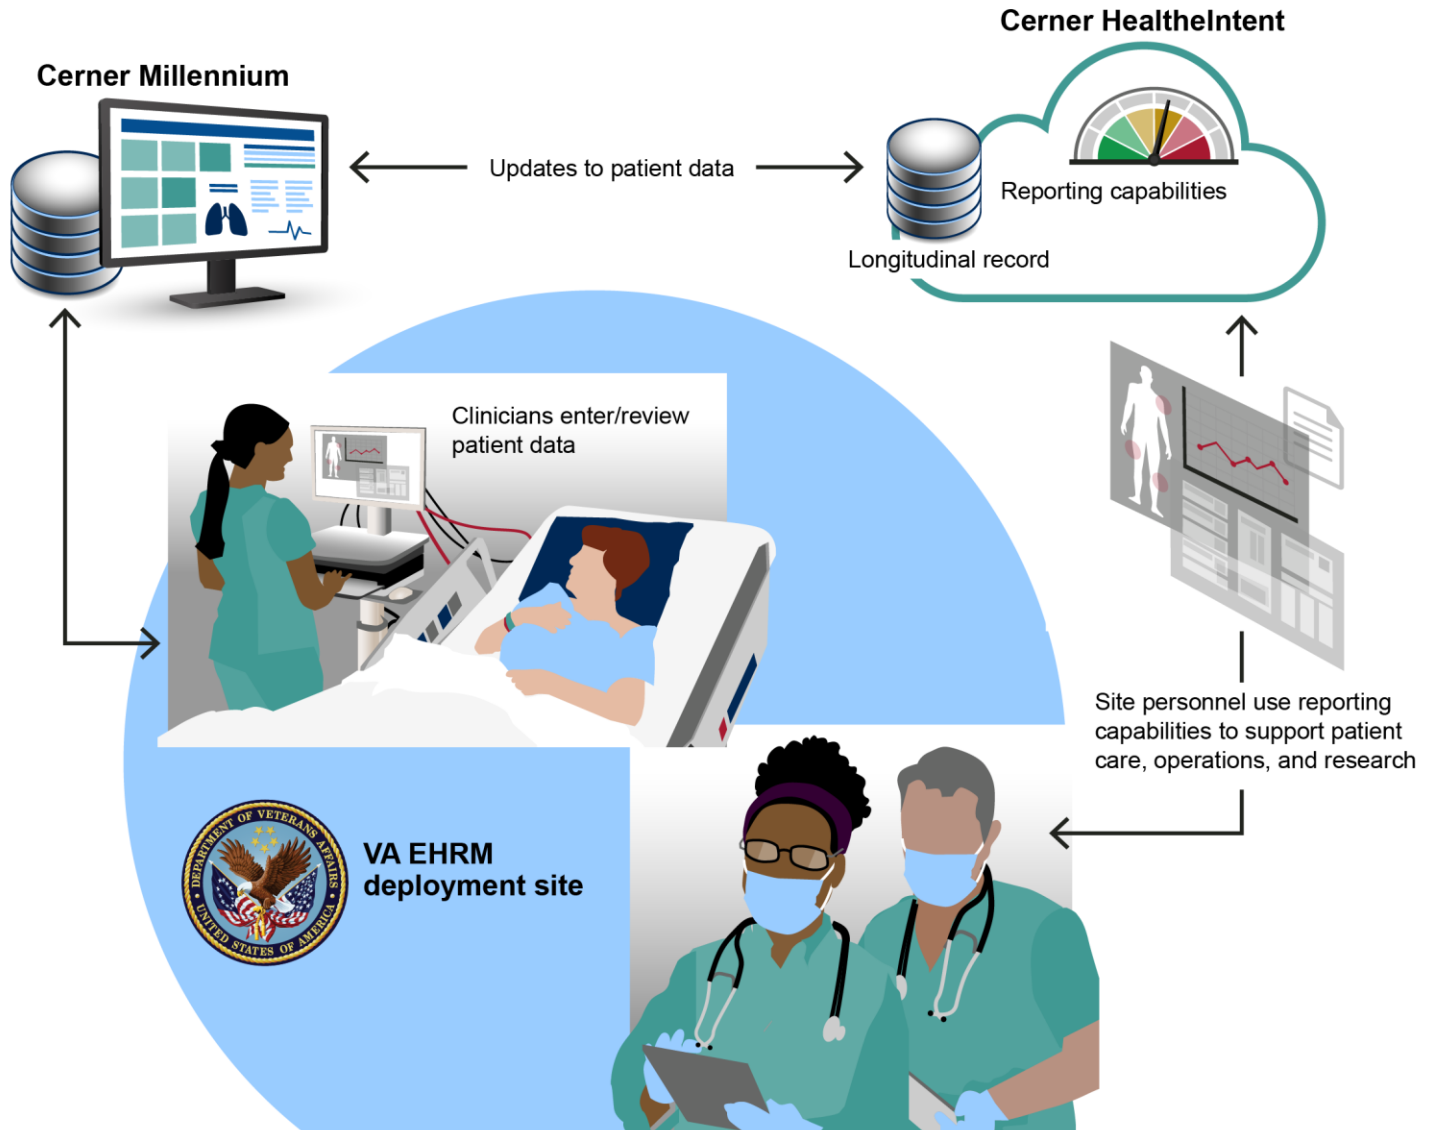 Cerner HealtheIntent
Cerner Millennium
Updates to patient data
Reporting capabilities
Longitudinal record
Clinicians enter/review
patient data
Site personnel use reporting
capabilities to support patient
care, operations, and research
DEPARTMENT OF VETERANS AFFAIRS
UNITED STATES OF AMERICA
VA EHRM
deployment site